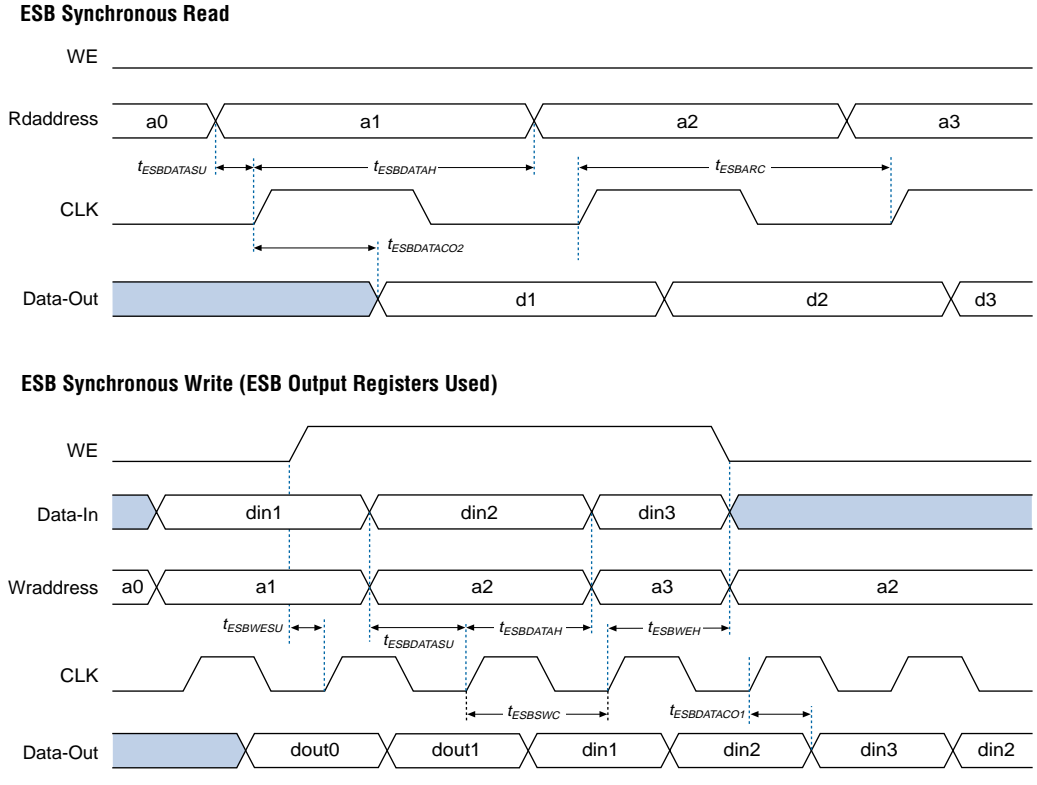 ESB Synchronous Read
WE
Rdaddress a0 a1 a2 a3
tESBDATASU tESBDATAH tESBARC
CLK
tESBDATACO2
Data-Out d1 d2 d3
ESB Synchronous Write (ESB Output Registers Used)
WE
Data-In din1 din2 din3
Wraddress a0 a1 a2 a3 a2
tESBWESU tESBDATASU tESBDATAH tESBWEH
CLK
tESBSWC tESBDATACO1
Data-Out dout0 dout1 din1 din2 din3 din2